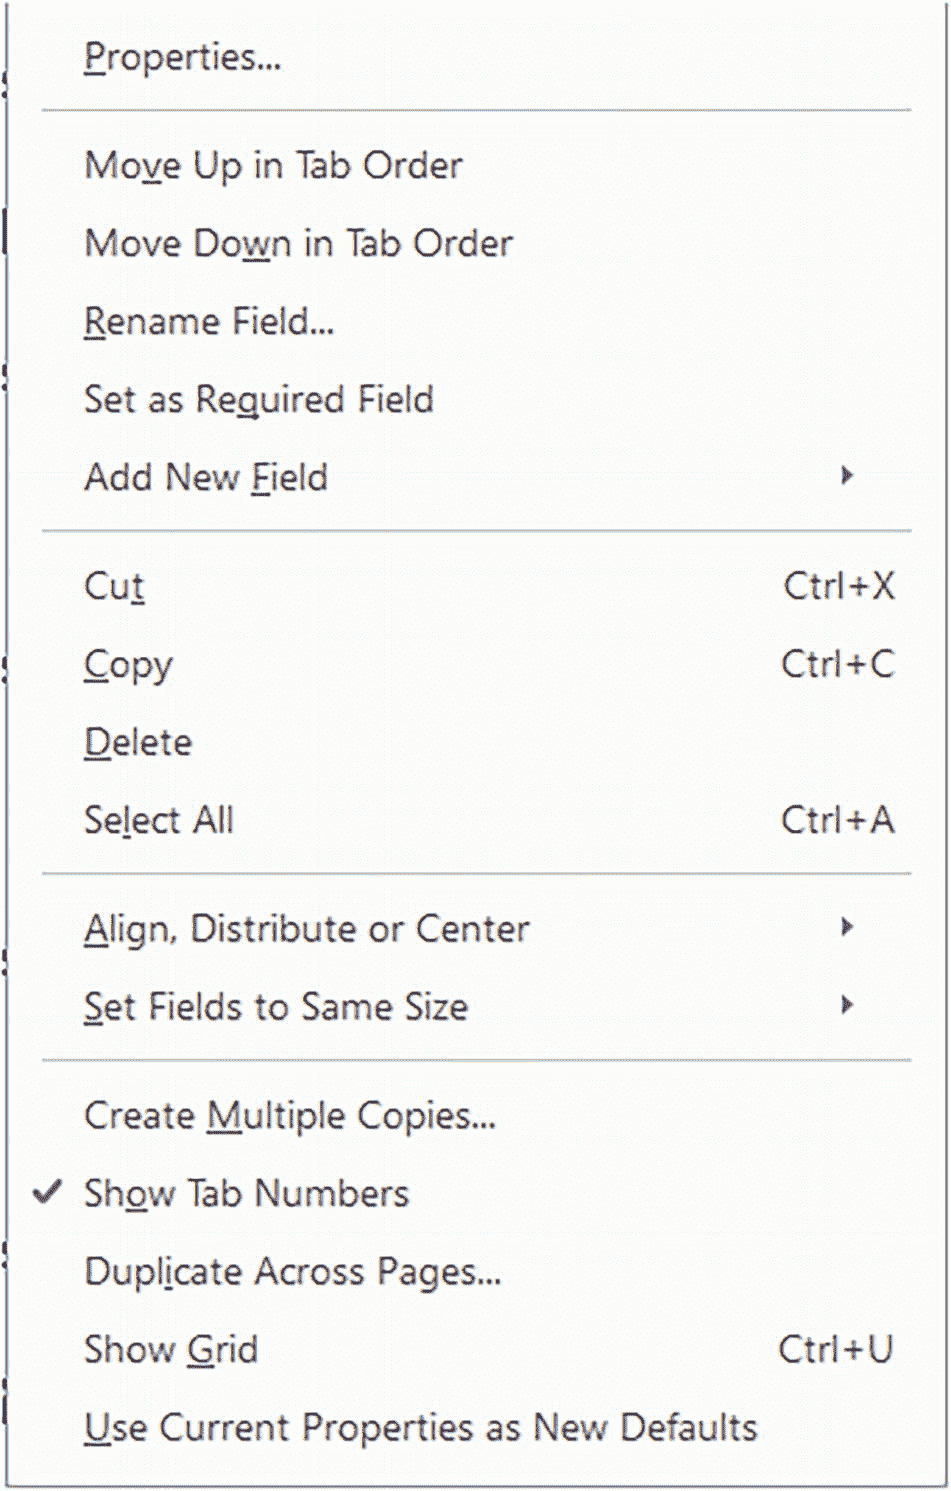 Properties...
Move Up in Tab Order
Move Down in Tab Order
Rename Field...
Set as Required Field
Add New Field
Cut Ctrl+X
Copy Ctrl+C
Delete
Select All Ctrl+A
Align, Distribute or Center
Set Fields to Same Size
Create Multiple Copies...
Show Tab Numbers
Duplicate Across Pages...
Show Grid Ctrl+U
Use Current Properties as New Defaults